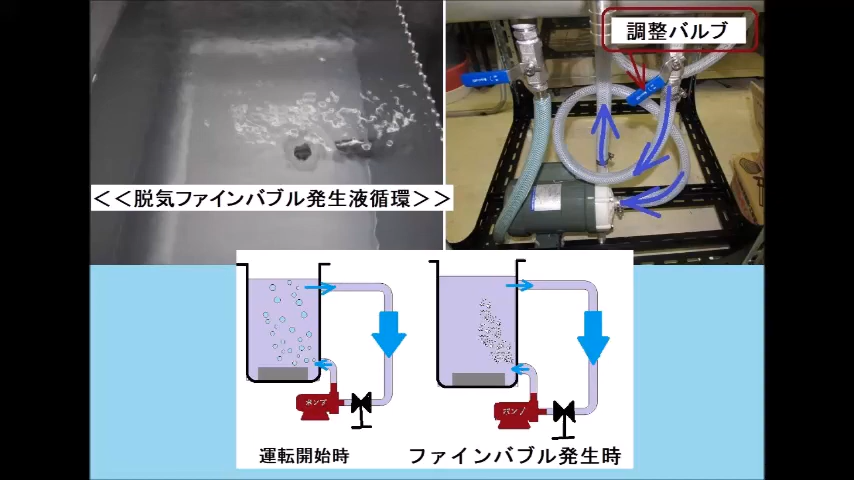 調整バルブ
<<脱気ファインバブル発生液循環>>
ポンプ
ポンプ
運転開始時
ファインバブル発生時